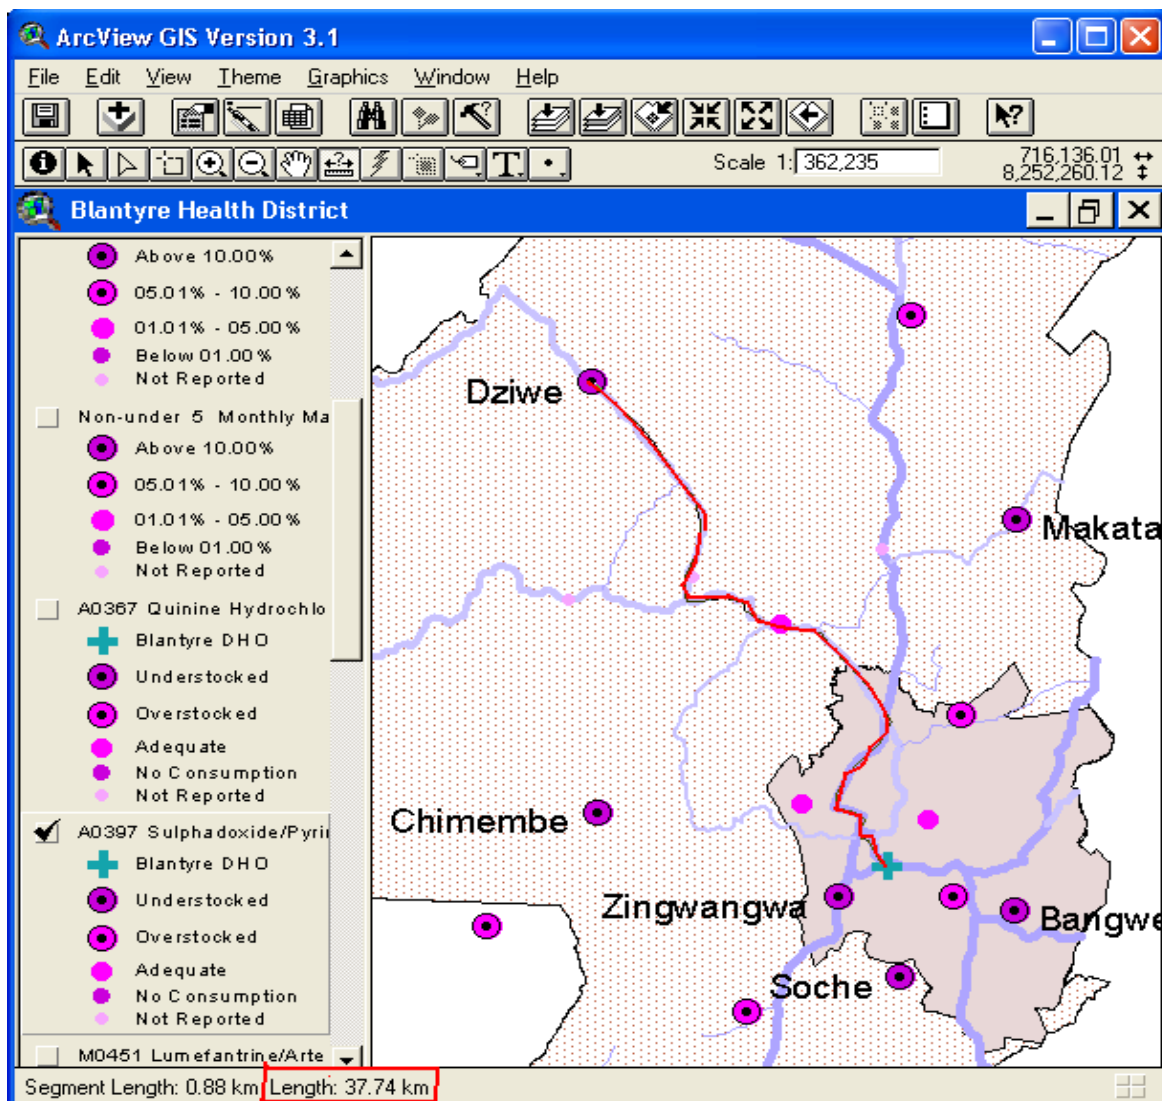 ArcView GIS Version 3.1
File Edit View Theme Graphics Window Help
Scale 1: 362,235
716,136.01
8,252,260.12
Blantyre Health District
Above 10.00%
05.01% - 10.00%
01.01% - 05.00%
Below 01.00%
Not Reported
Non-under 5 Monthly Ma
Above 10.00%
05.01% - 10.00%
01.01% - 05.00%
Below 01.00%
Not Reported
A0367 Quinine Hydrochlo
Blantyre DHO
Understocked
Overstocked
Adequate
No Consumption
Not Reported
A0397 Sulphadoxide/Pyri
Blantyre DHO
Understocked
Overstocked
Adequate
No Consumption
Not Reported
M0451 Lumefantrine/Arte
Dziwe
Makata
Chimembe
Zingwangwa
Bangwe
Soche
Segment Length: 0.88 km Length: 37.74 km